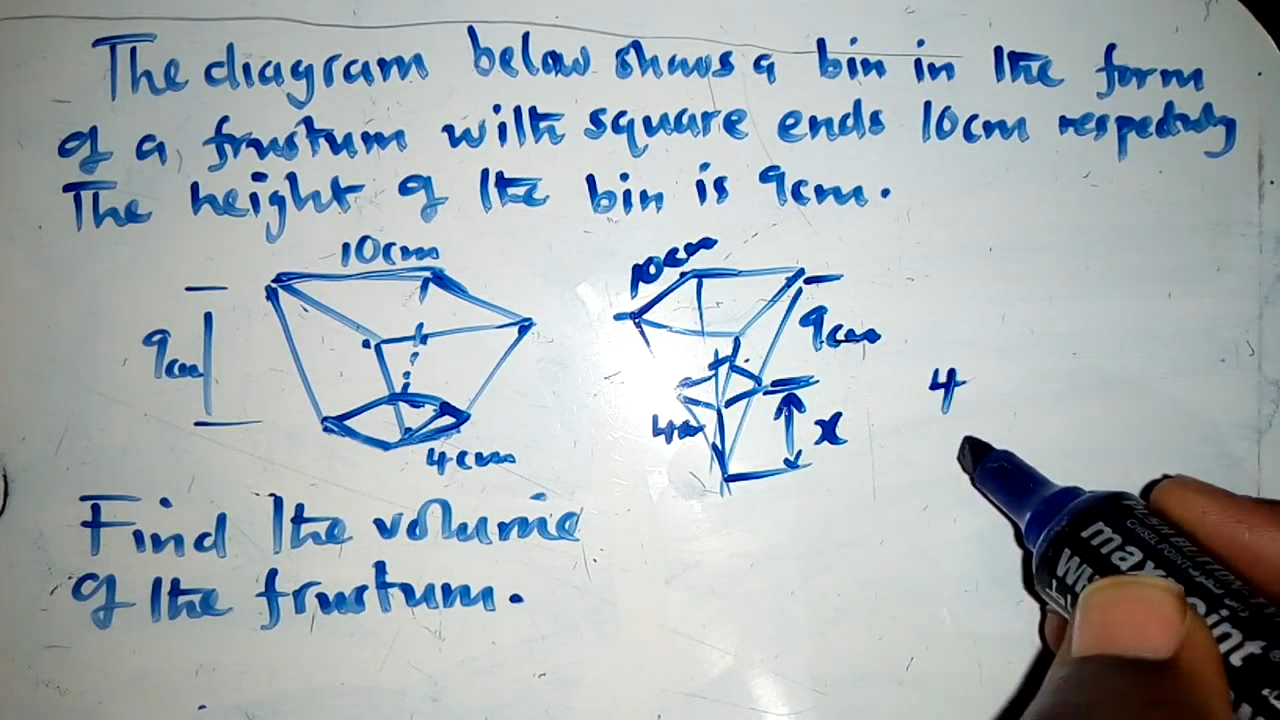 The diagram below shows a bin in the form
of a frustum with square ends 10cm respectively
The height of the bin is 9cm.
10cm
9cm
4cm
10cm
9cm
4cm
x
4
Find the volume
of the frustum.
maxpoint